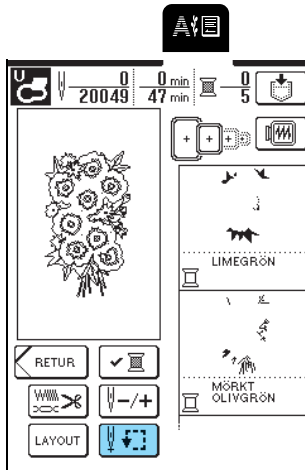 A
U
0 0 min 0
20049 47 min 5
LIMEGRÖN
MÖRKT
OLIVGRÖN
RETUR
-/+
LAYOUT